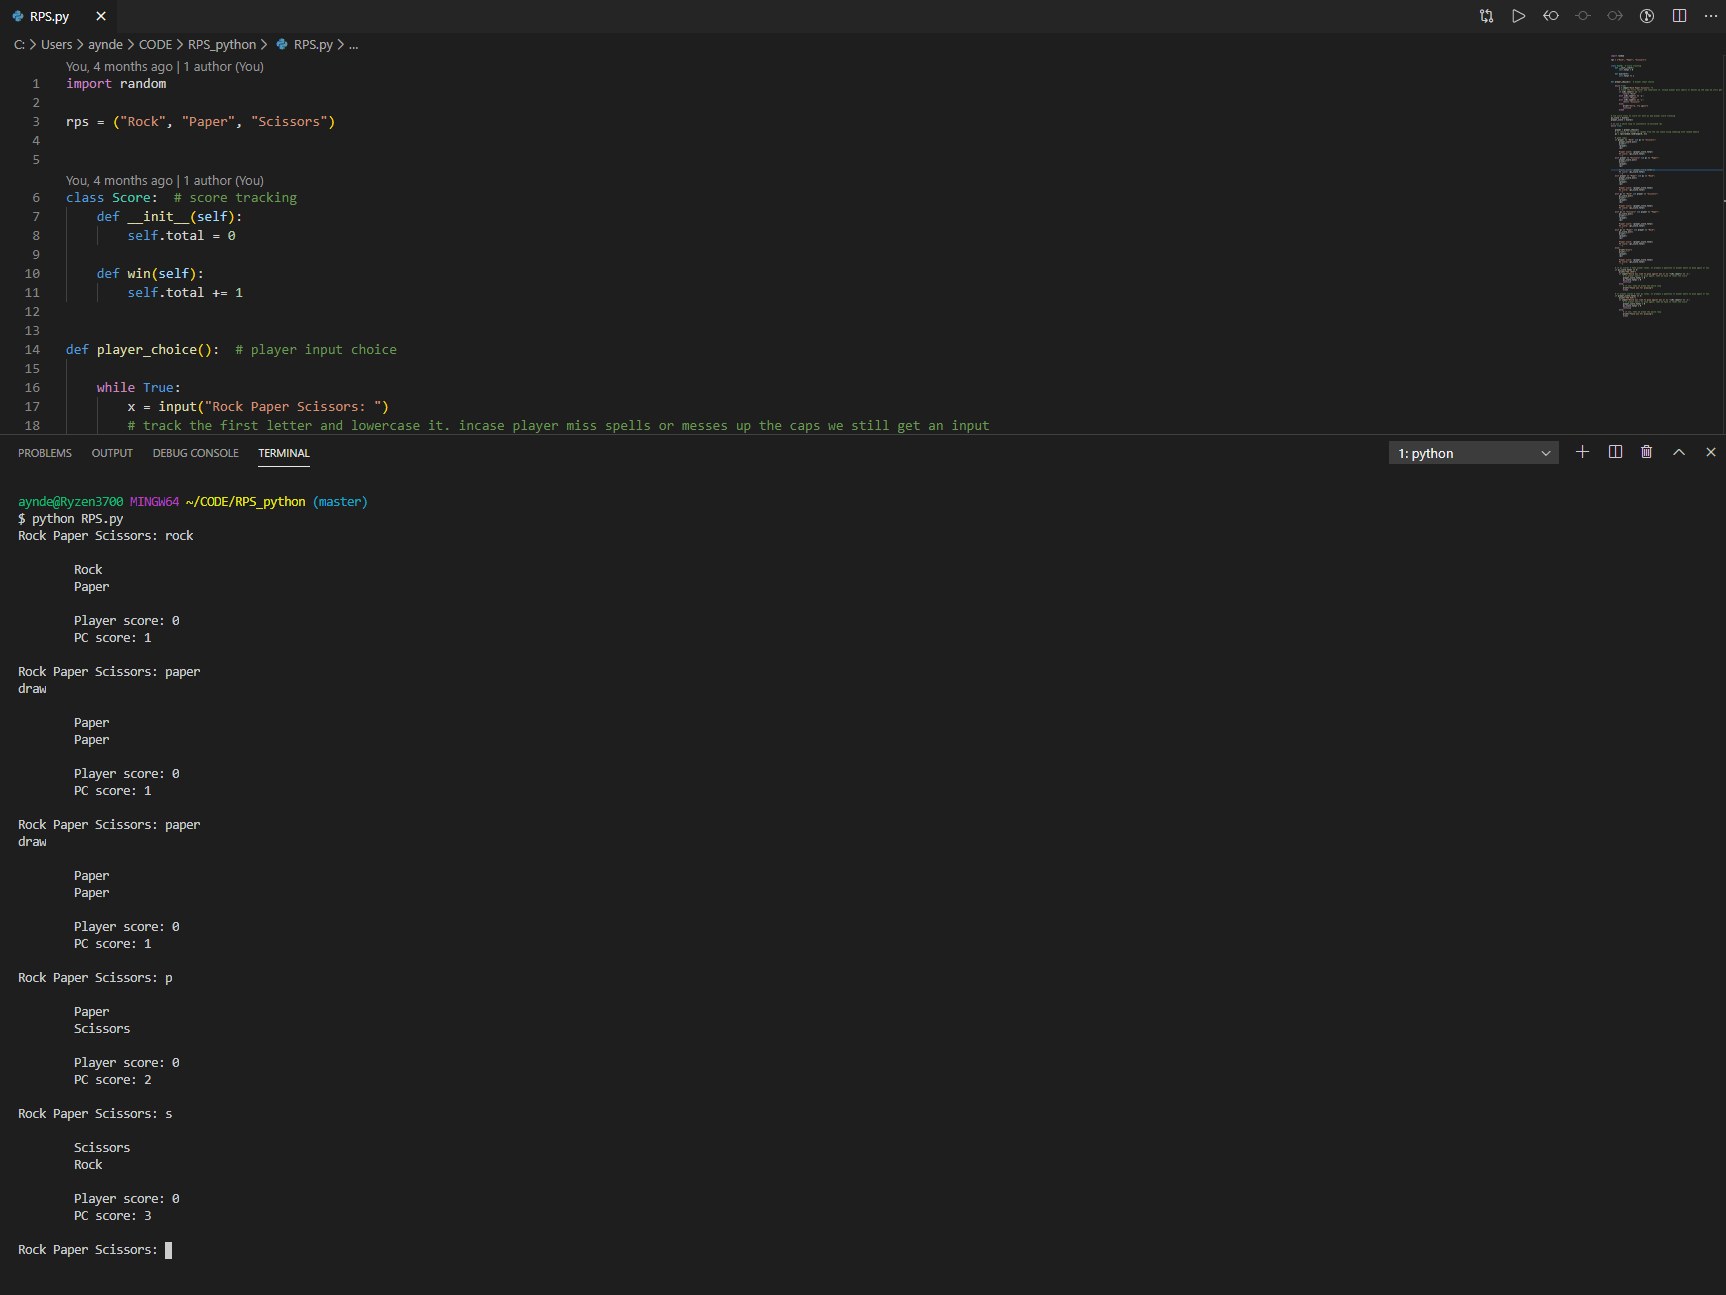 RPS.py
C: > Users > aynde > CODE > RPS_python > RPS.py > ...
You, 4 months ago | 1 author (You)
1 import random
2
3 rps = ("Rock", "Paper", "Scissors")
4
5
You, 4 months ago | 1 author (You)
6 class Score:  # score tracking
7     def __init__(self):
8         self.total = 0
9
10     def win(self):
11         self.total += 1
12
13
14 def player_choice():  # player input choice
15
16     while True:
17         x = input("Rock Paper Scissors: ")
18         # track the first letter and lowercase it. incase player miss spells or messes up the caps we still get an input
PROBLEMS OUTPUT DEBUG CONSOLE TERMINAL 1: python
aynde@Ryzen3700 MINGW64 ~/CODE/RPS_python (master)
$ python RPS.py
Rock Paper Scissors: rock
Rock
Paper
Player score: 0
PC score: 1
Rock Paper Scissors: paper
draw
Paper
Paper
Player score: 0
PC score: 1
Rock Paper Scissors: paper
draw
Paper
Paper
Player score: 0
PC score: 1
Rock Paper Scissors: p
Paper
Scissors
Player score: 0
PC score: 2
Rock Paper Scissors: s
Scissors
Rock
Player score: 0
PC score: 3
Rock Paper Scissors: